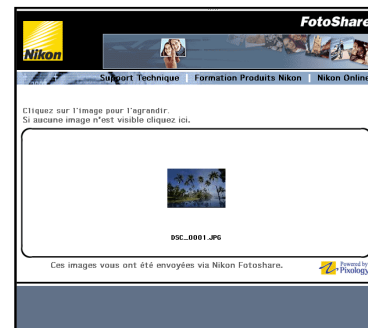 FotoShare
Nikon
Support Technique | Formation Produits Nikon | Nikon Online
Cliquez sur l'image pour l'agrandir.
Si aucune image n'est visible cliquez ici.
DSC_0001.JPG
Ces images vous ont été envoyées via Nikon Fotoshare.
Powered by
Pixology